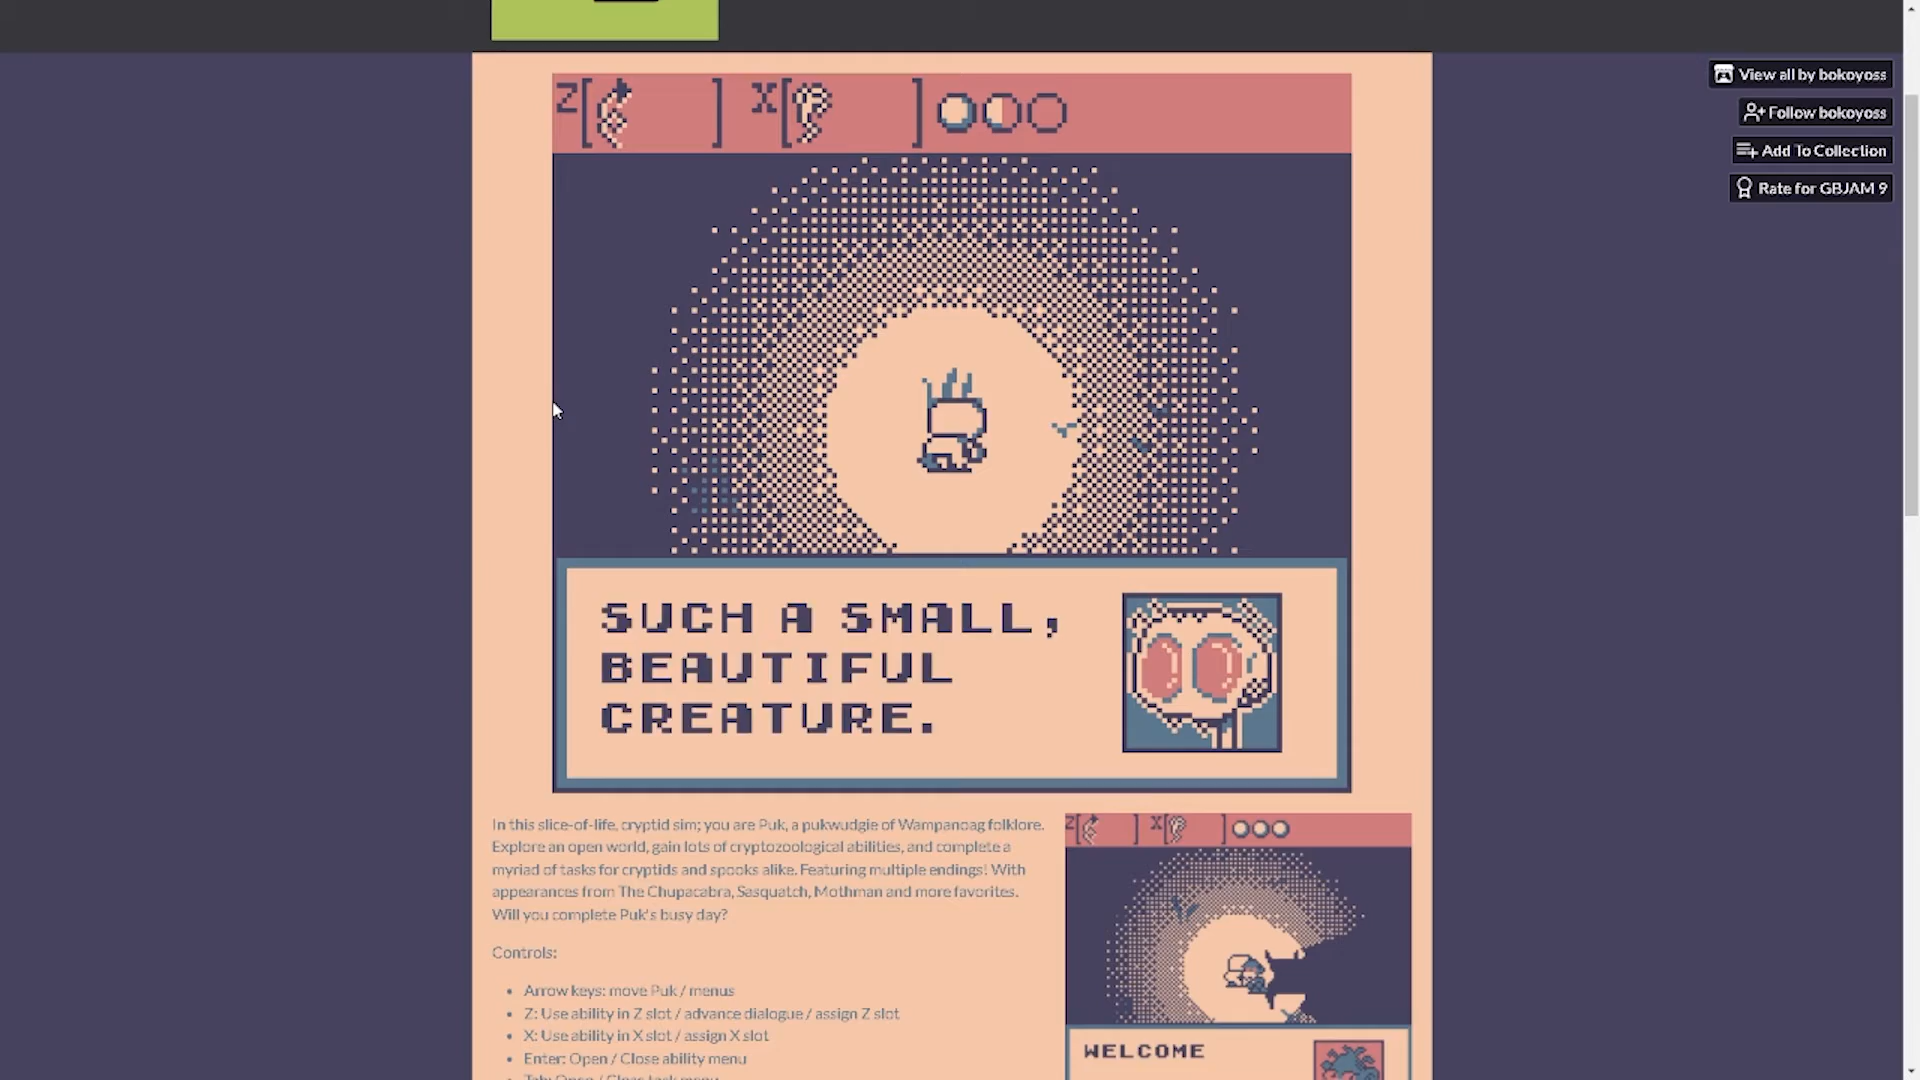 View all by bokoyoss
Follow bokoyoss
Add To Collection
Rate for GBJAM 9
Z[ ] X[ ]
SUCH A SMALL,
BEAUTIFUL
CREATURE.
In this slice-of-life, cryptid sim; you are Puk, a pukwudgie of Wampanoag folklore.
Explore an open world, gain lots of cryptozoological abilities, and complete a
myriad of tasks for cryptids and spooks alike. Featuring multiple endings! With
appearances from The Chupacabra, Sasquatch, Mothman and more favorites.
Will you complete Puk's busy day?
Controls:
• Arrow keys: move Puk / menus
• Z: Use ability in Z slot / advance dialogue / assign Z slot
• X: Use ability in X slot / assign X slot
• Enter: Open / Close ability menu
Z[ ] X[ ]
WELCOME